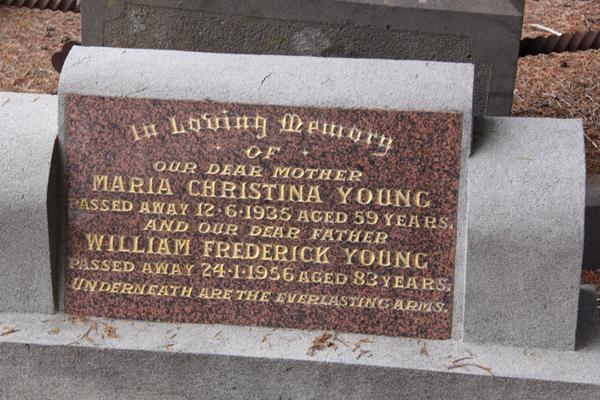 In Loving Memory
OF
OUR DEAR MOTHER
MARIA CHRISTINA YOUNG
PASSED AWAY 12·6·1935 AGED 59 YEARS.
AND OUR DEAR FATHER
WILLIAM FREDERICK YOUNG
PASSED AWAY 24·1·1956 AGED 83 YEARS.
UNDERNEATH ARE THE EVERLASTING ARMS.